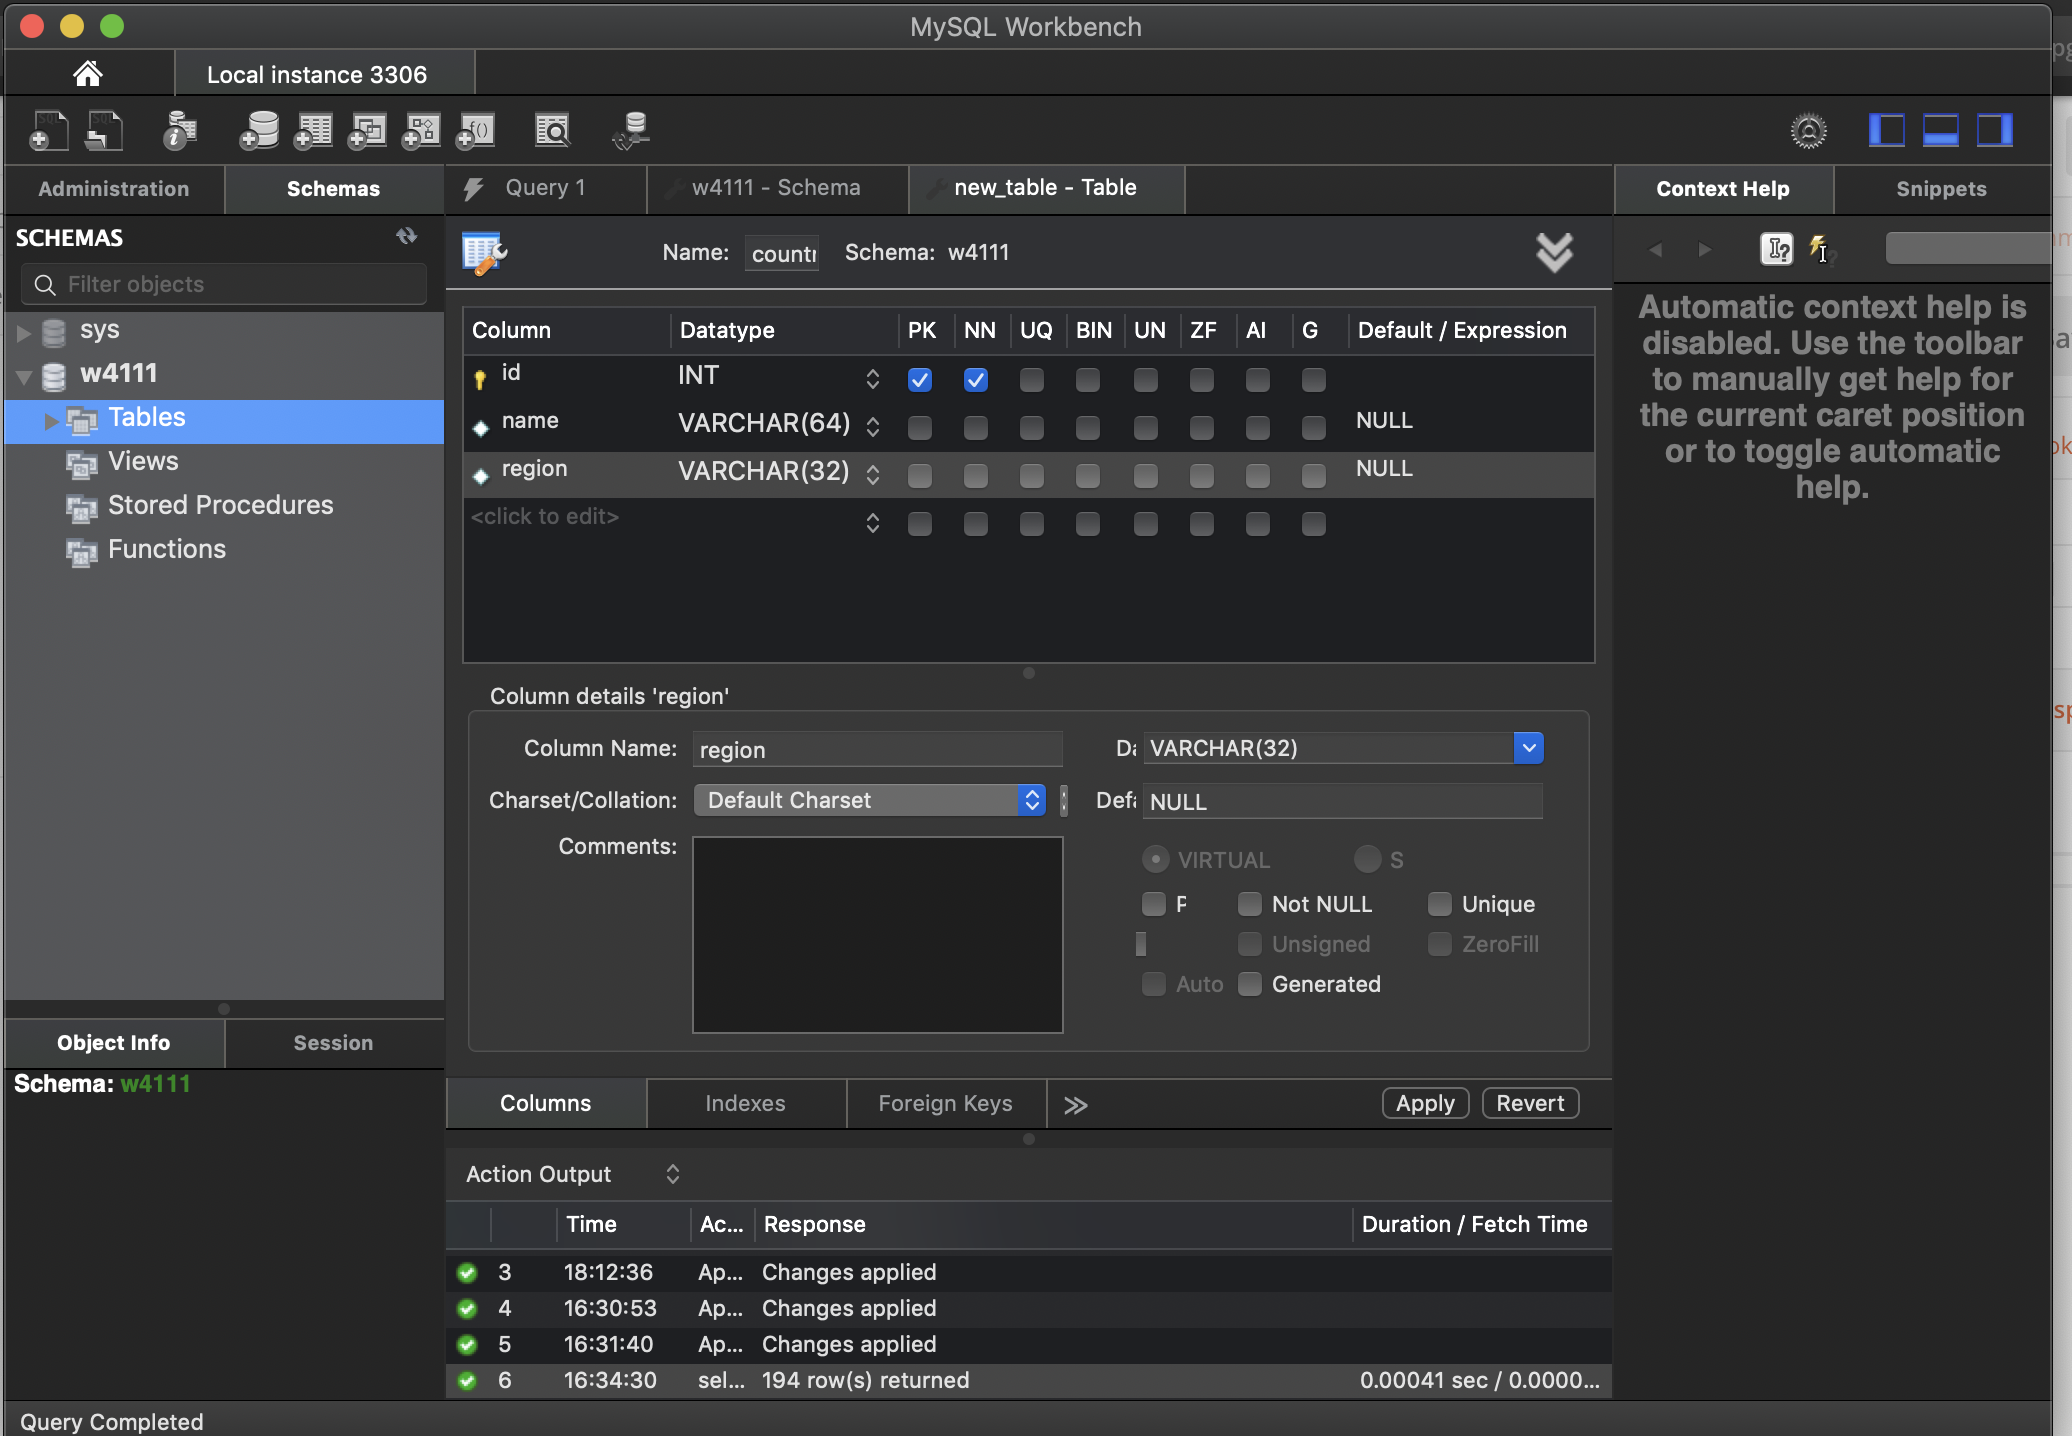 MySQL Workbench
Local instance 3306
Administration
Schemas
Query 1
w4111 - Schema
new_table - Table
Context Help
Snippets
SCHEMAS
Filter objects
sys
w4111
Tables
Views
Stored Procedures
Functions
Name:
Schema: w4111
Column Datatype PK NN UQ BIN UN ZF AI G Default / Expression
id INT
name VARCHAR(64) NULL
region VARCHAR(32) NULL
<click to edit>
Column details 'region'
Column Name: region
VARCHAR(32)
Charset/Collation: Default Charset
NULL
Comments:
VIRTUAL S
P Not NULL Unique
Unsigned ZeroFill
Auto Generated
Columns
Indexes
Foreign Keys
Apply
Revert
Automatic context help is
disabled. Use the toolbar
to manually get help for
the current caret position
or to toggle automatic
help.
Object Info
Session
Schema: w4111
Action Output
Time Ac... Response Duration / Fetch Time
3 18:12:36 Ap... Changes applied
4 16:30:53 Ap... Changes applied
5 16:31:40 Ap... Changes applied
6 16:34:30 sel... 194 row(s) returned 0.00041 sec / 0.0000...
Query Completed